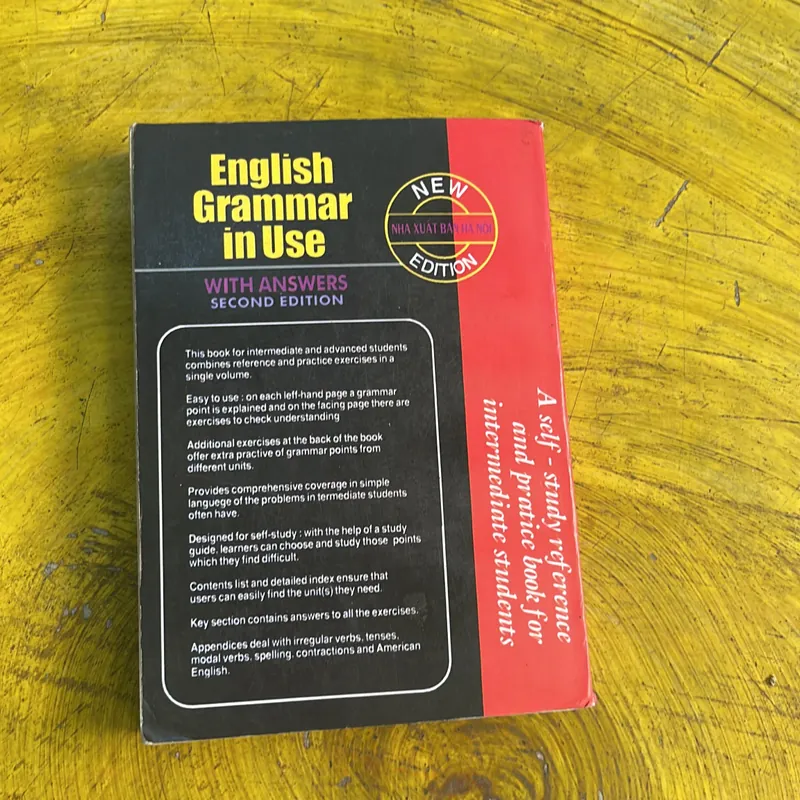 English
Grammar
in Use
WITH ANSWERS
SECOND EDITION
NEW
NHA XUẤT BẢN HÀ NỘI
EDITION
This book for intermediate and advanced students
combines reference and practice exercises in a
single volume.
Easy to use : on each leff-hand page a grammar
point is explained and on the facing page there are
exercises to check understanding
Additional exercises at the back of the book
offer extra practive of grammar points from
different units.
Provides comprehensive coverage in simple
languege of the problems in termediate students
often have.
Designed for seff-study : with the help of a study
guide, learners can choose and study those points
which they find difficult.
Contents list and detailed index ensure that
users can easily find the unit(s) they need.
Key section contains answers to all the exercises.
Appendices deal with irregular verbs, tenses,
modal verbs, spelling, contractions and American
English.
A self - study reference
and pratice book for
intermediate students